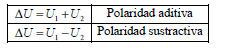 ΔU = U₁ + U₂ Polaridad aditiva
ΔU = U₁ − U₂ Polaridad sustractiva